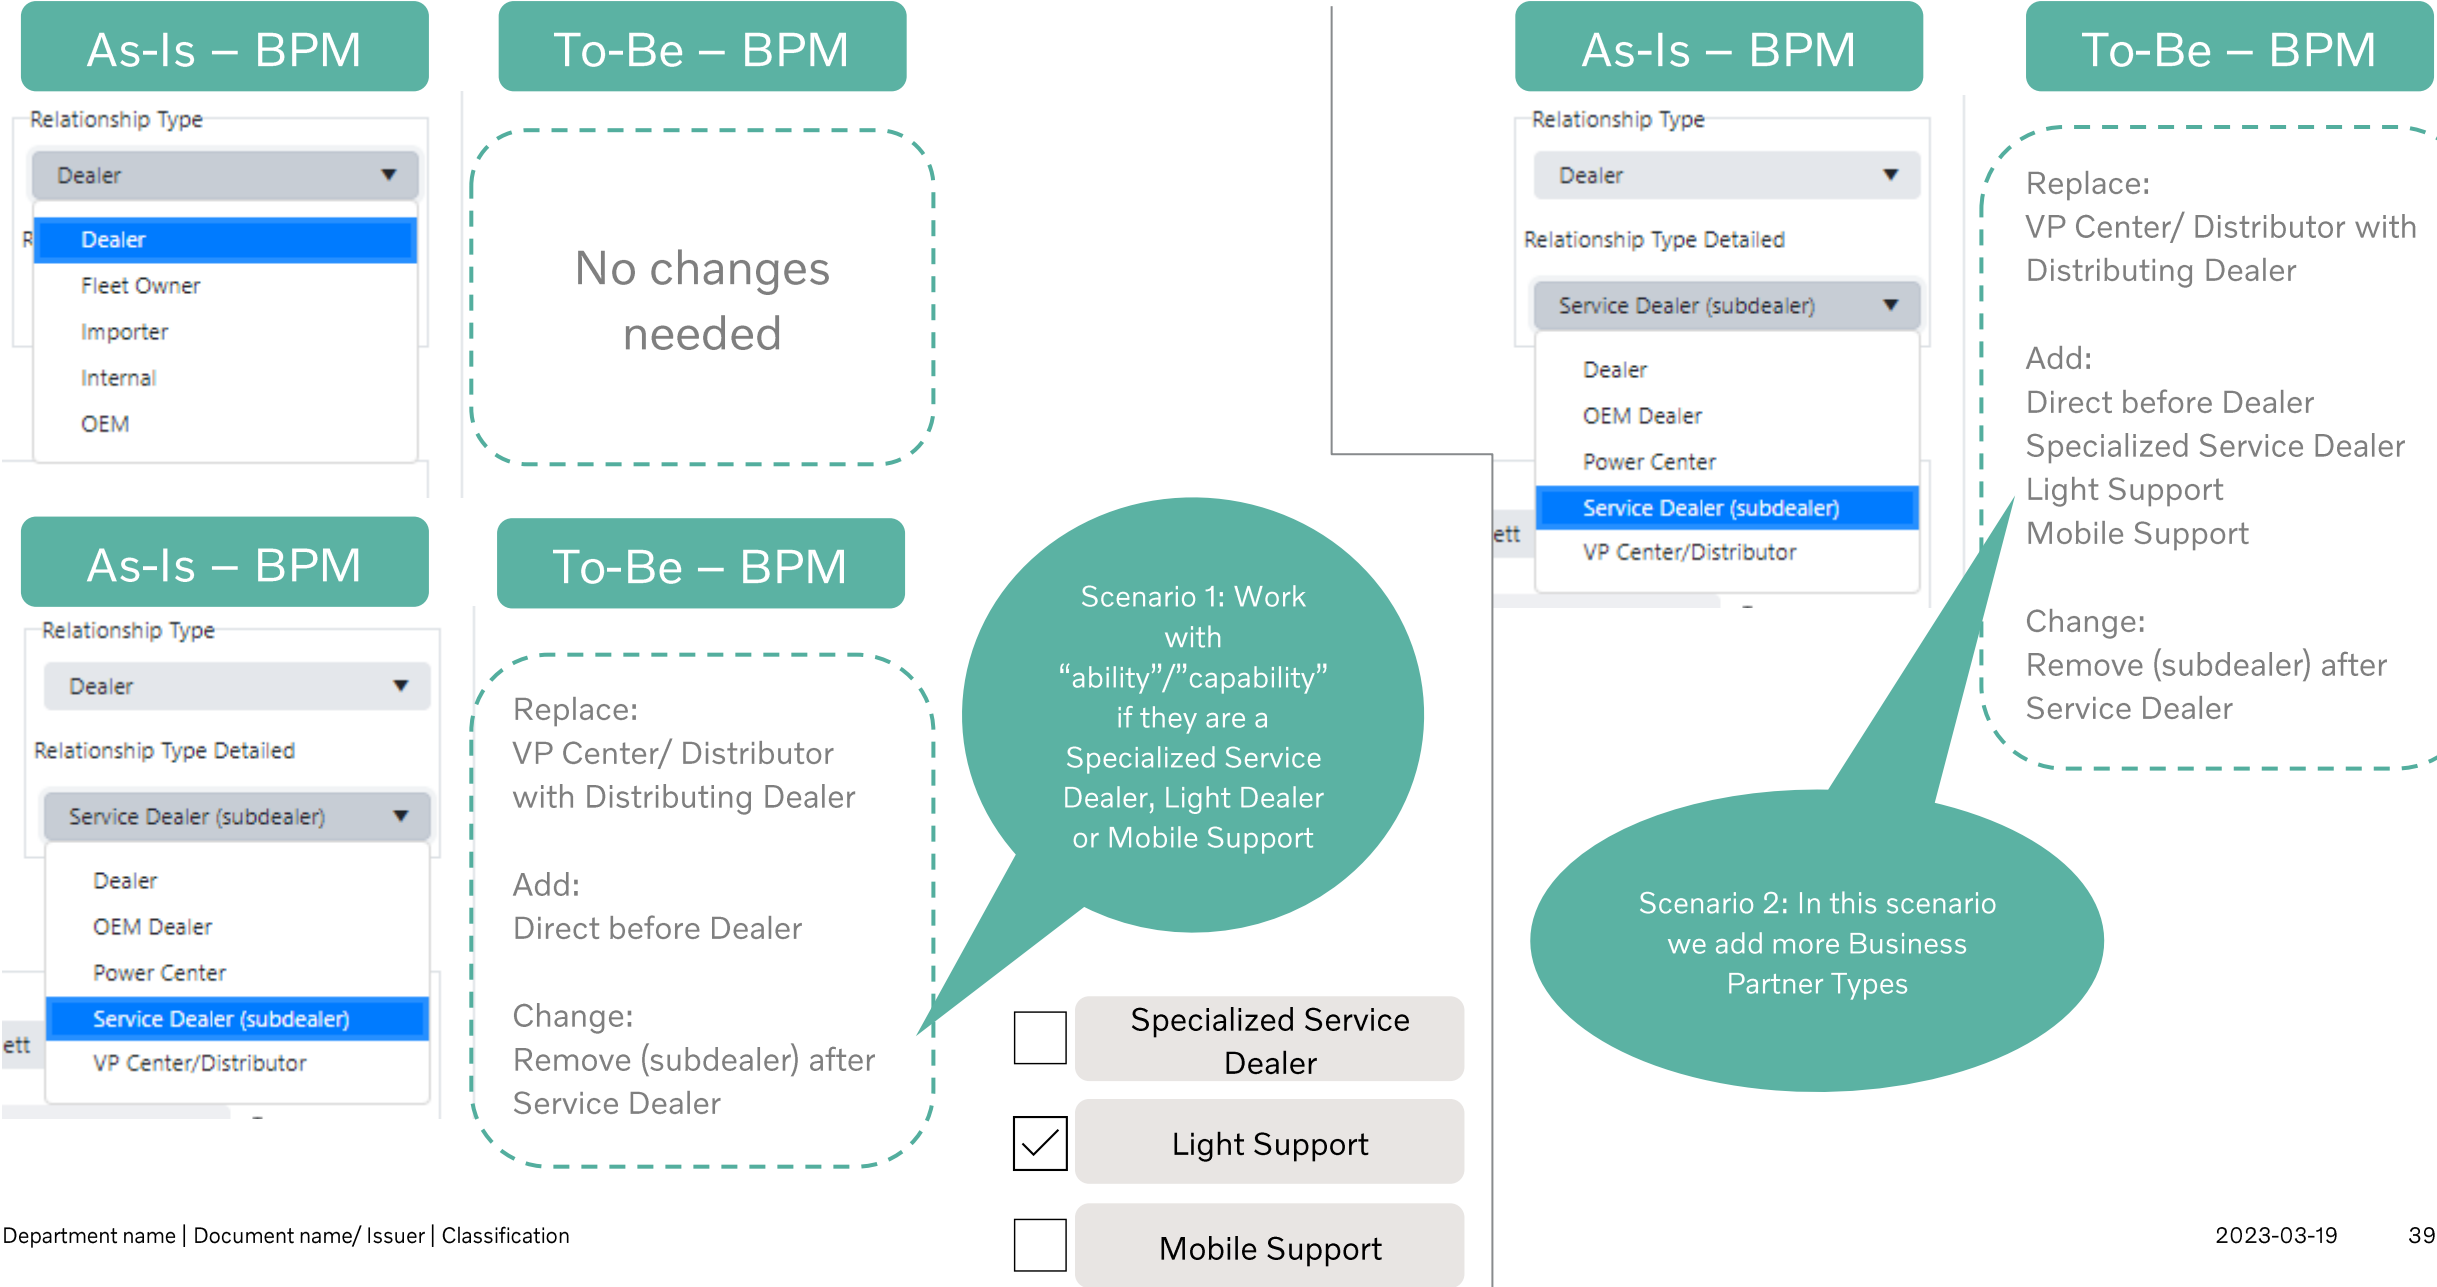 As-Is – BPM
To-Be – BPM
Relationship Type
Dealer
R
Dealer
Fleet Owner
Importer
Internal
OEM
No changes
needed
As-Is – BPM
To-Be – BPM
Relationship Type
Dealer
Relationship Type Detailed
Service Dealer (subdealer)
Dealer
OEM Dealer
Power Center
Service Dealer (subdealer)
ett
VP Center/Distributor
Replace:
VP Center/ Distributor
with Distributing Dealer
Add:
Direct before Dealer
Change:
Remove (subdealer) after
Service Dealer
Scenario 1: Work
with
“ability”/”capability”
if they are a
Specialized Service
Dealer, Light Dealer
or Mobile Support
Specialized Service
Dealer
Light Support
Mobile Support
As-Is – BPM
To-Be – BPM
Relationship Type
Dealer
Relationship Type Detailed
Service Dealer (subdealer)
Dealer
OEM Dealer
Power Center
Service Dealer (subdealer)
ett
VP Center/Distributor
Replace:
VP Center/ Distributor with
Distributing Dealer
Add:
Direct before Dealer
Specialized Service Dealer
Light Support
Mobile Support
Change:
Remove (subdealer) after
Service Dealer
Scenario 2: In this scenario
we add more Business
Partner Types
Department name | Document name/ Issuer | Classification
2023-03-19
39